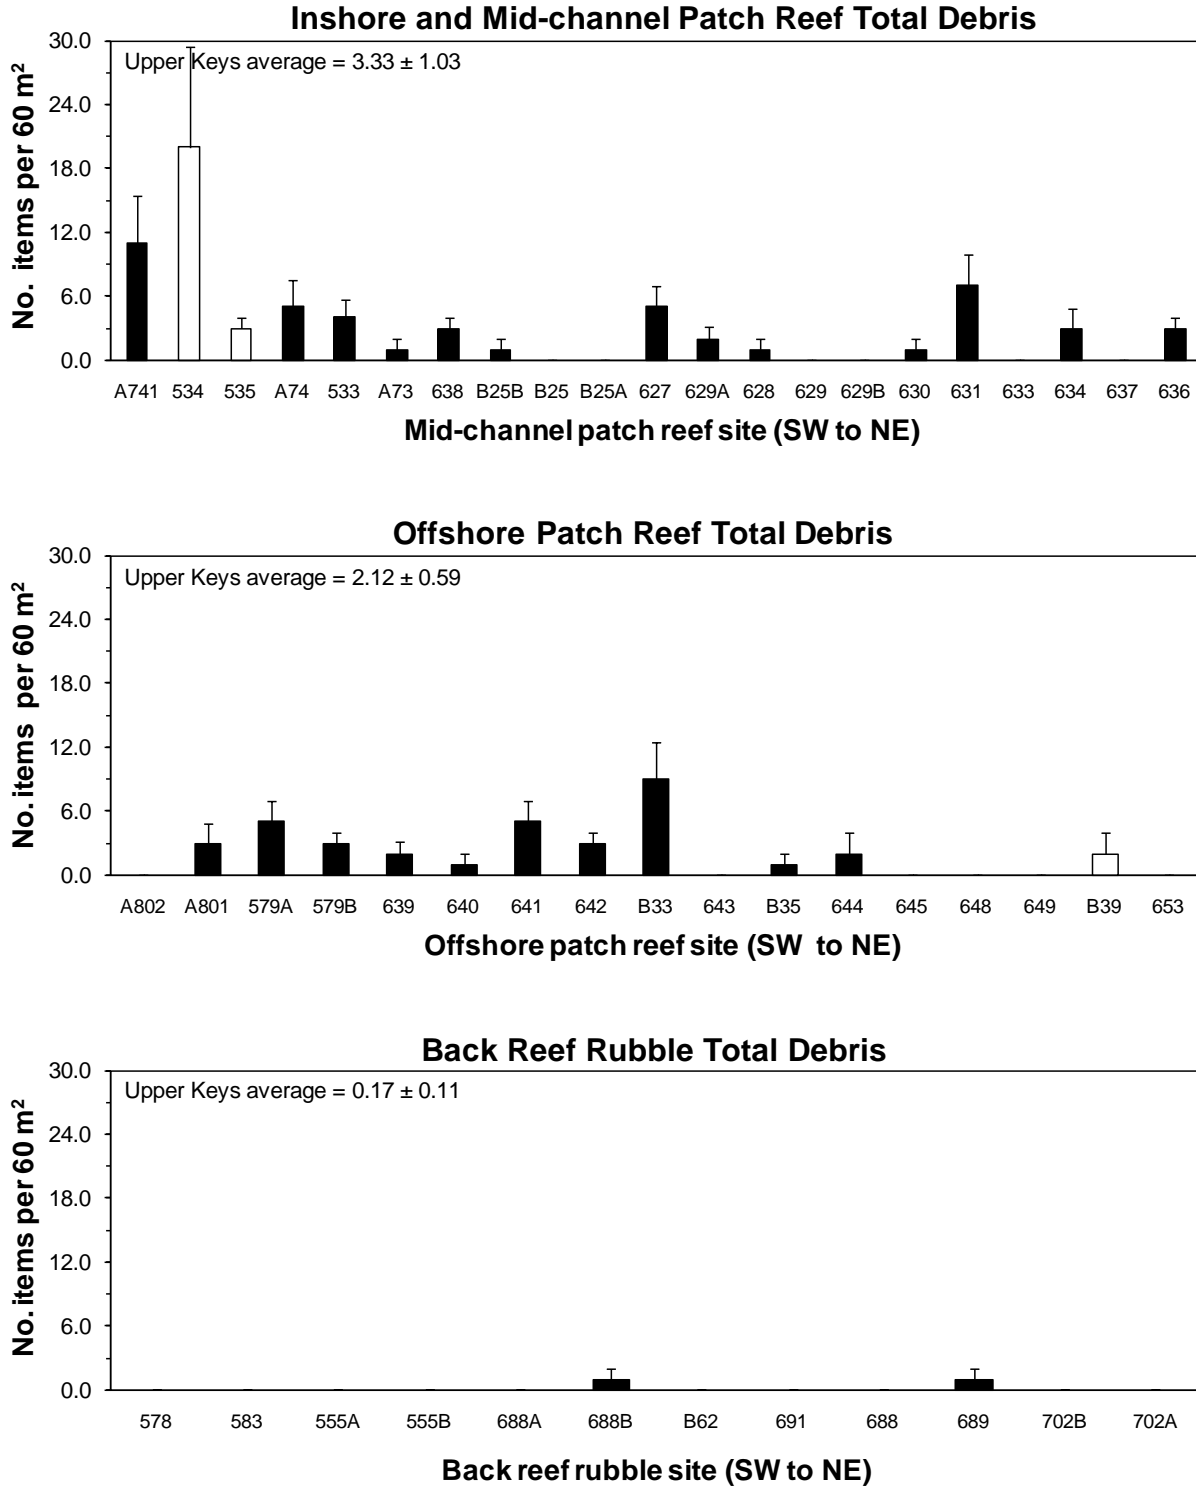 Inshore and Mid-channel Patch Reef Total Debris
No. items per 60 m²
30.0
24.0
18.0
12.0
6.0
0.0
Upper Keys average = 3.33 ± 1.03
A741 534 535 A74 533 A73 638 B25B B25 B25A 627 629A 628 629 629B 630 631 633 634 637 636
Mid-channel patch reef site (SW to NE)
Offshore Patch Reef Total Debris
No. items per 60 m²
30.0
24.0
18.0
12.0
6.0
0.0
Upper Keys average = 2.12 ± 0.59
A802 A801 579A 579B 639 640 641 642 B33 643 B35 644 645 648 649 B39 653
Offshore patch reef site (SW to NE)
Back Reef Rubble Total Debris
No. items per 60 m²
30.0
24.0
18.0
12.0
6.0
0.0
Upper Keys average = 0.17 ± 0.11
578 583 555A 555B 688A 688B B62 691 688 689 702B 702A
Back reef rubble site (SW to NE)